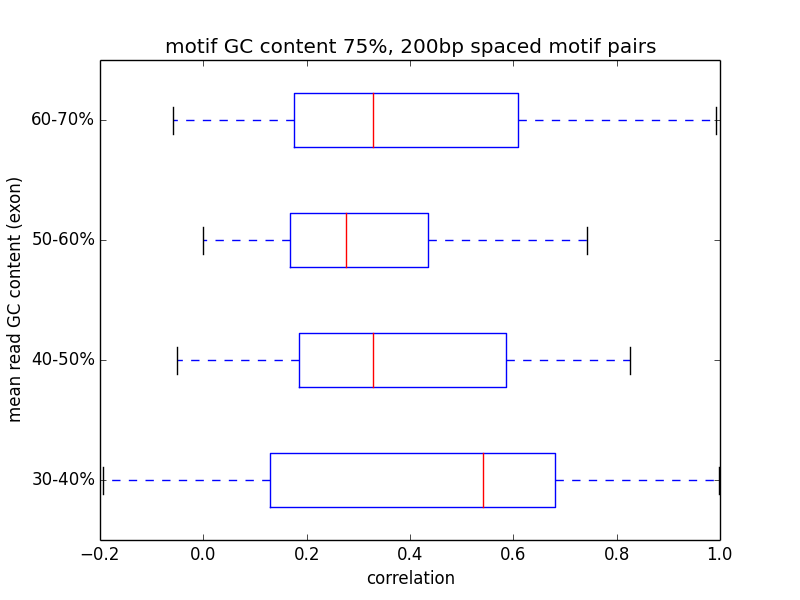 motif GC content 75%, 200bp spaced motif pairs
mean read GC content (exon)
60-70%
50-60%
40-50%
30-40%
−0.2 0.0 0.2 0.4 0.6 0.8 1.0
correlation